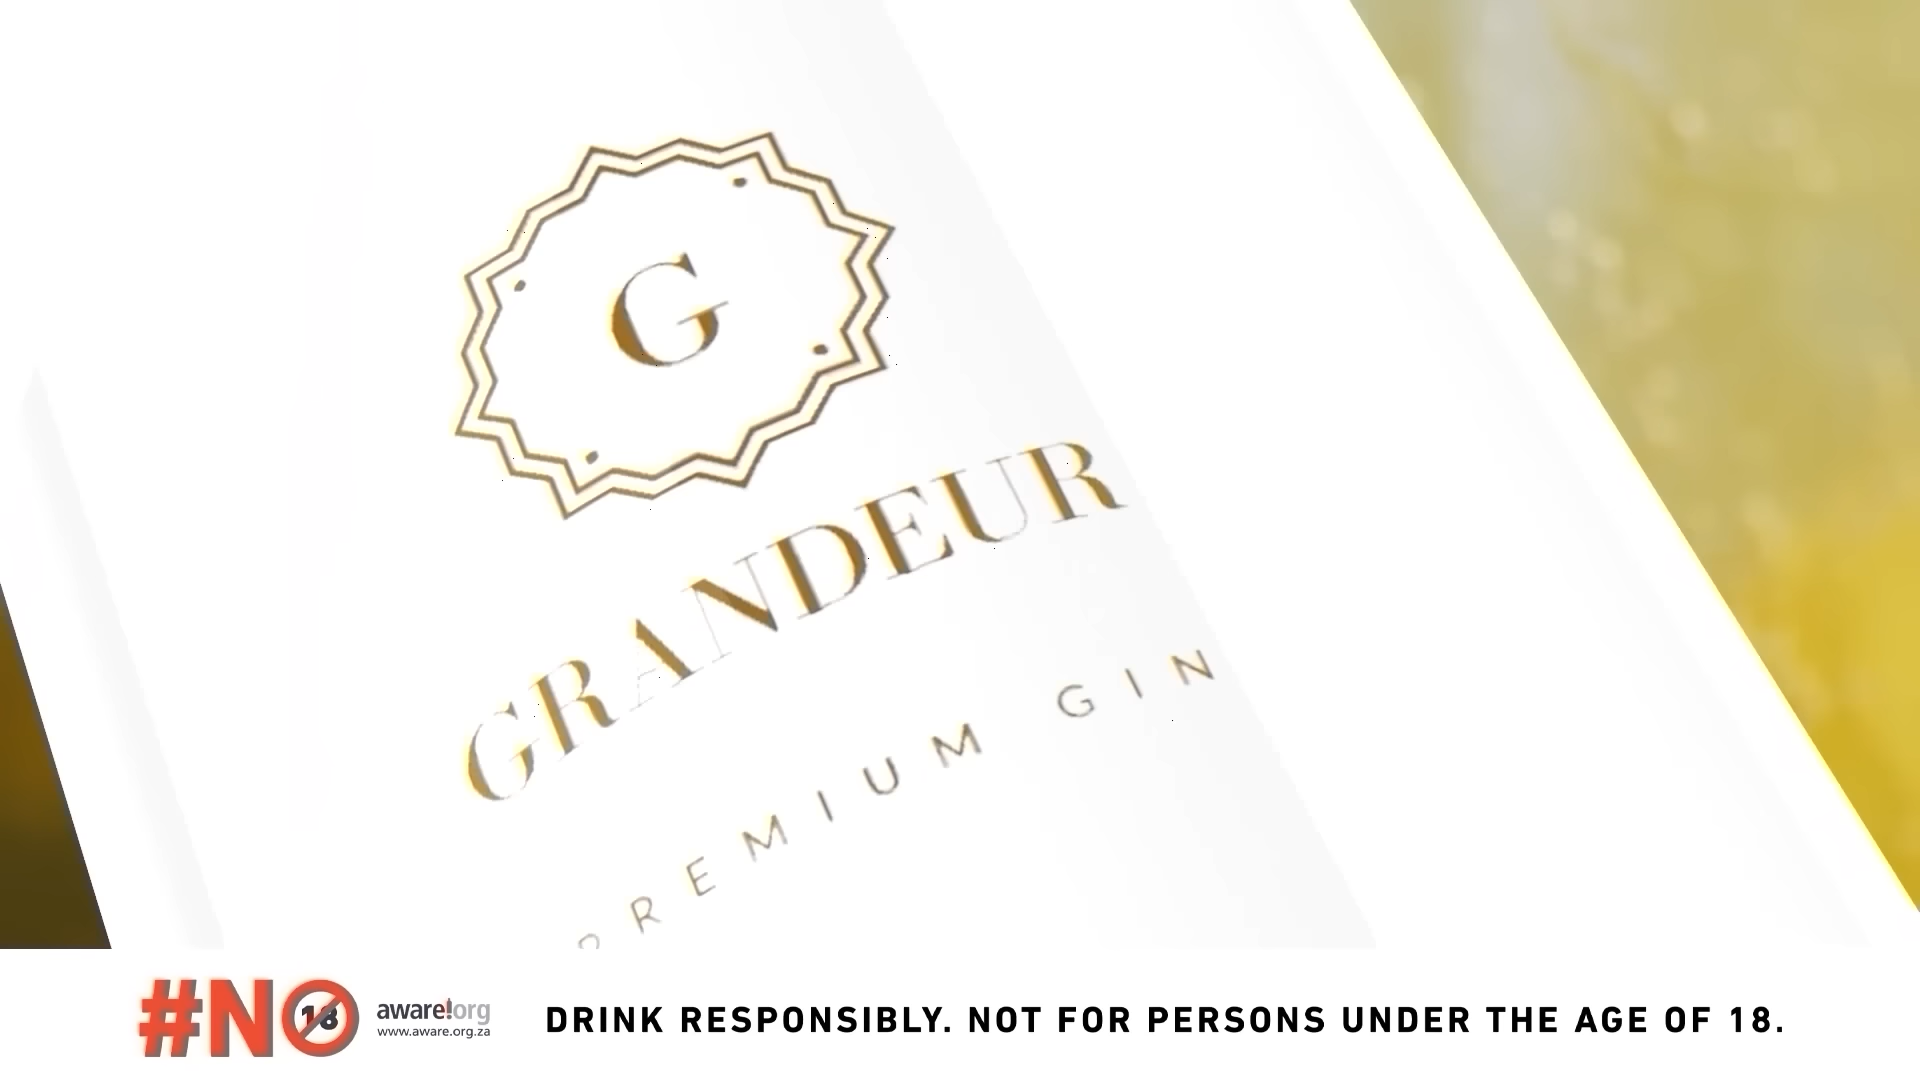 G
GRANDEUR
PREMIUM GIN
#NO 18
aware!org
www.aware.org.za
DRINK RESPONSIBLY. NOT FOR PERSONS UNDER THE AGE OF 18.